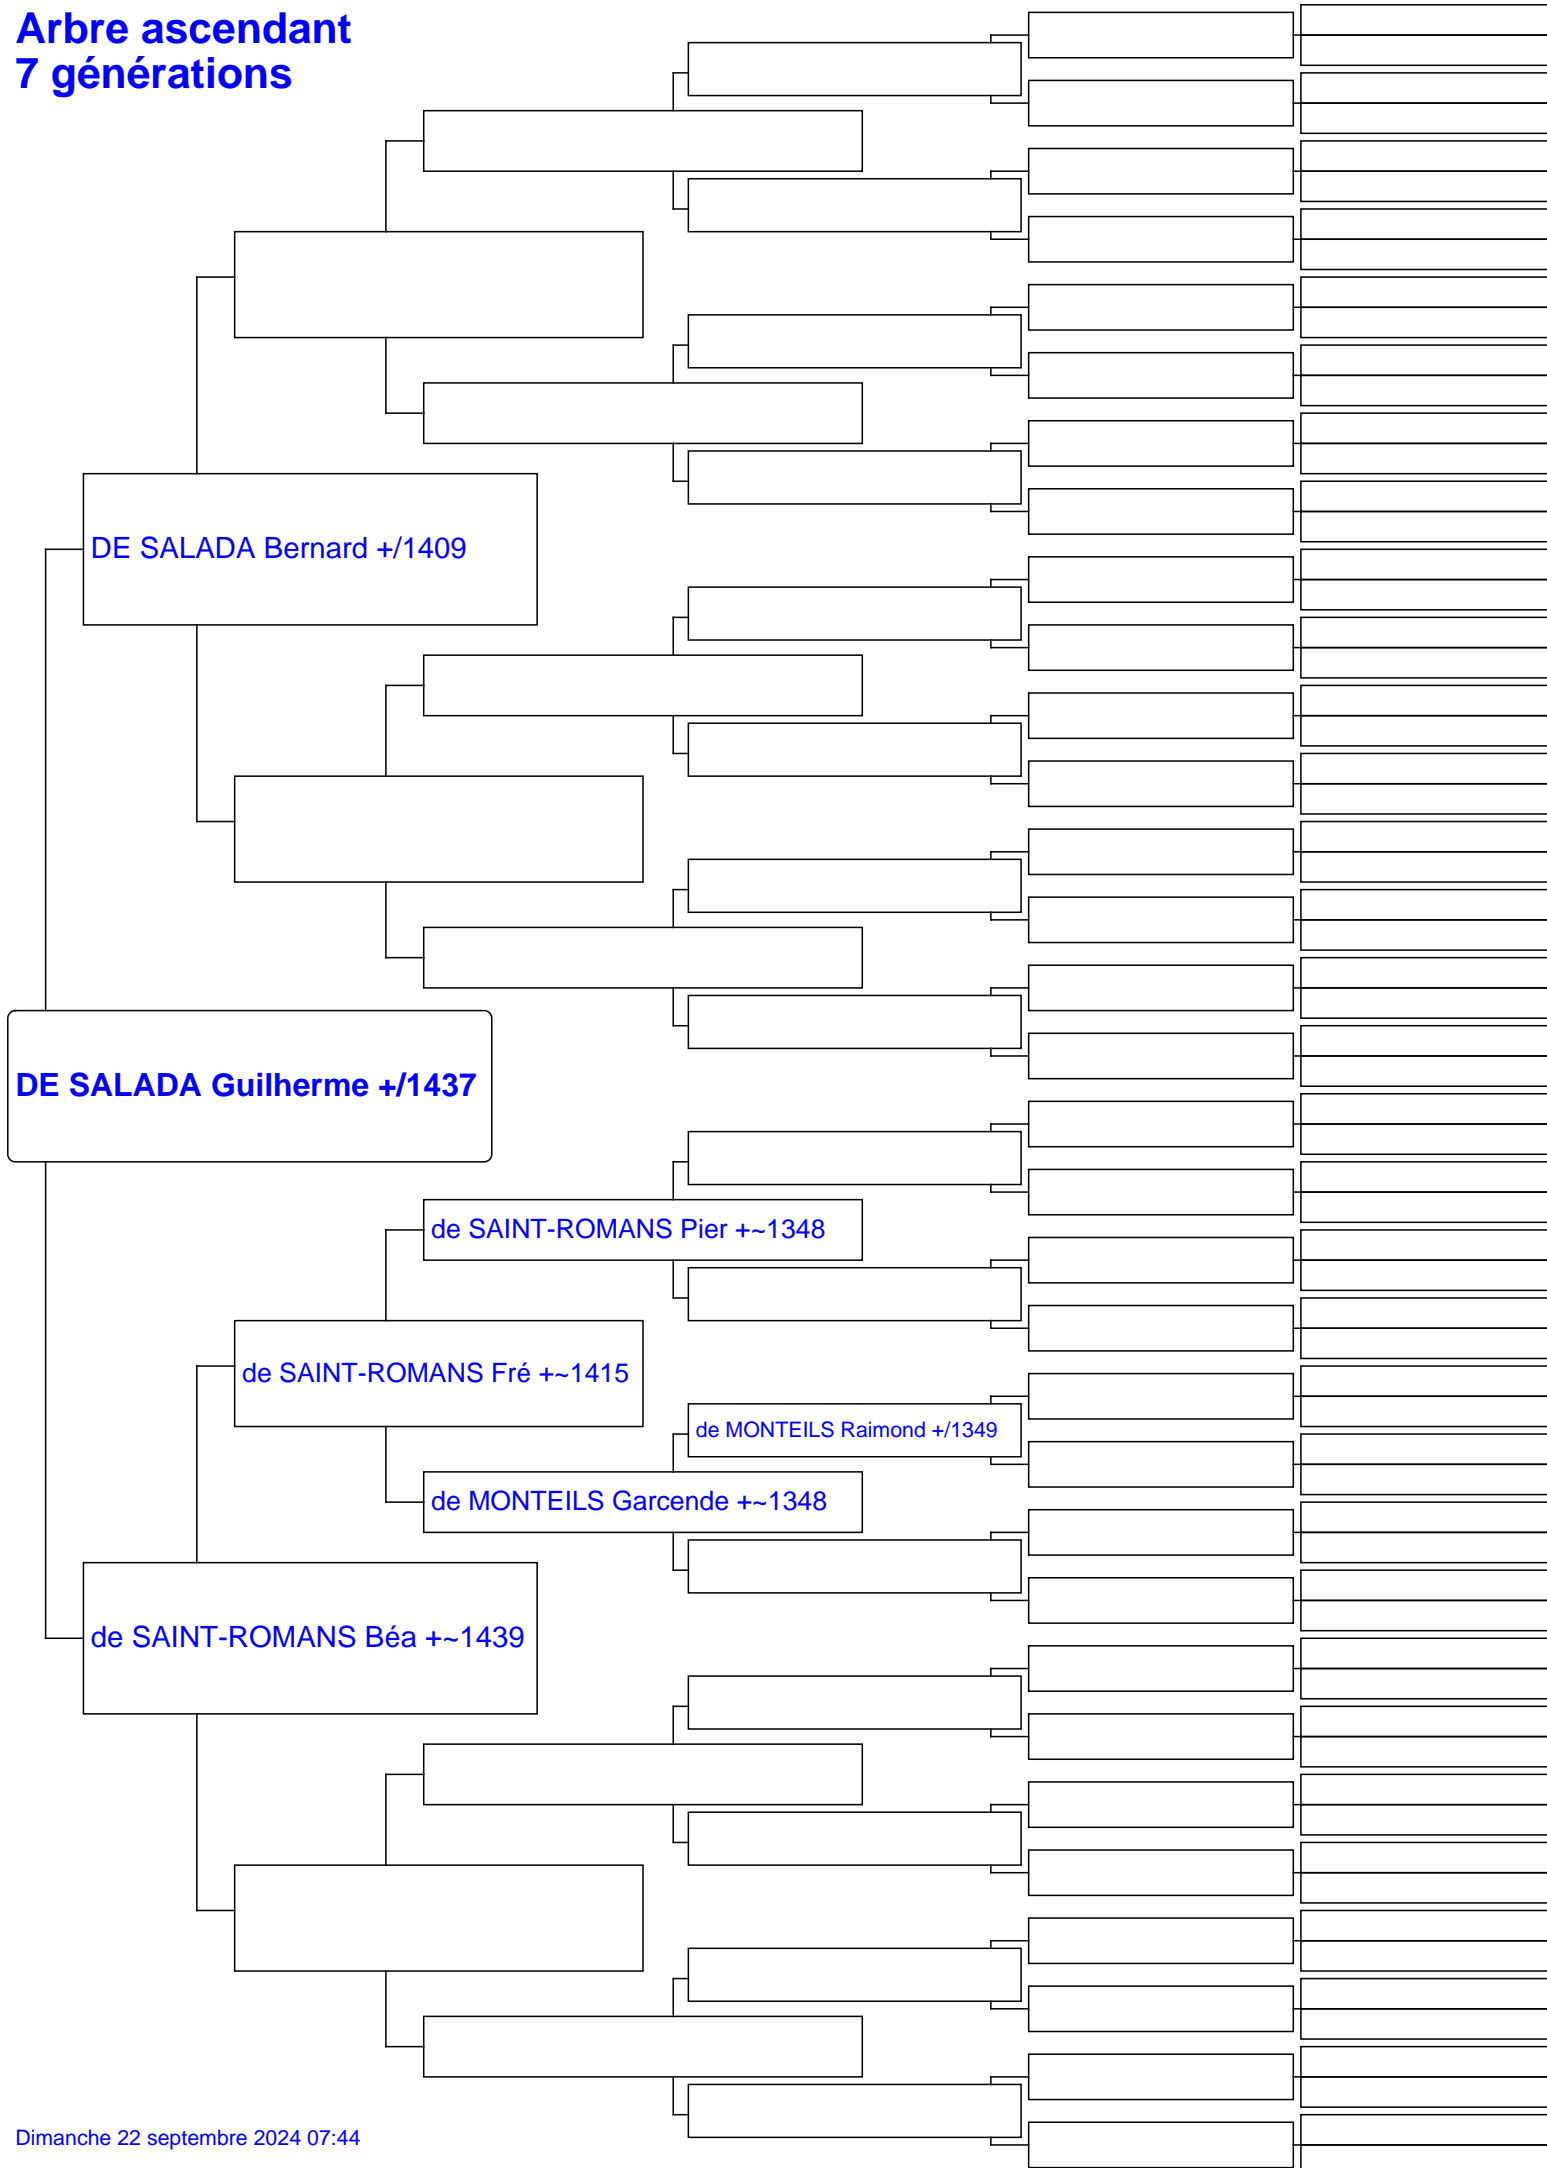 Arbre ascendant
7 générations
DE SALADA Bernard +/1409
DE SALADA Guilherme +/1437
de SAINT-ROMANS Pier +~1348
de SAINT-ROMANS Fré +~1415
de MONTEILS Raimond +/1349
de MONTEILS Garcende +~1348
de SAINT-ROMANS Béa +~1439
Dimanche 22 septembre 2024 07:44